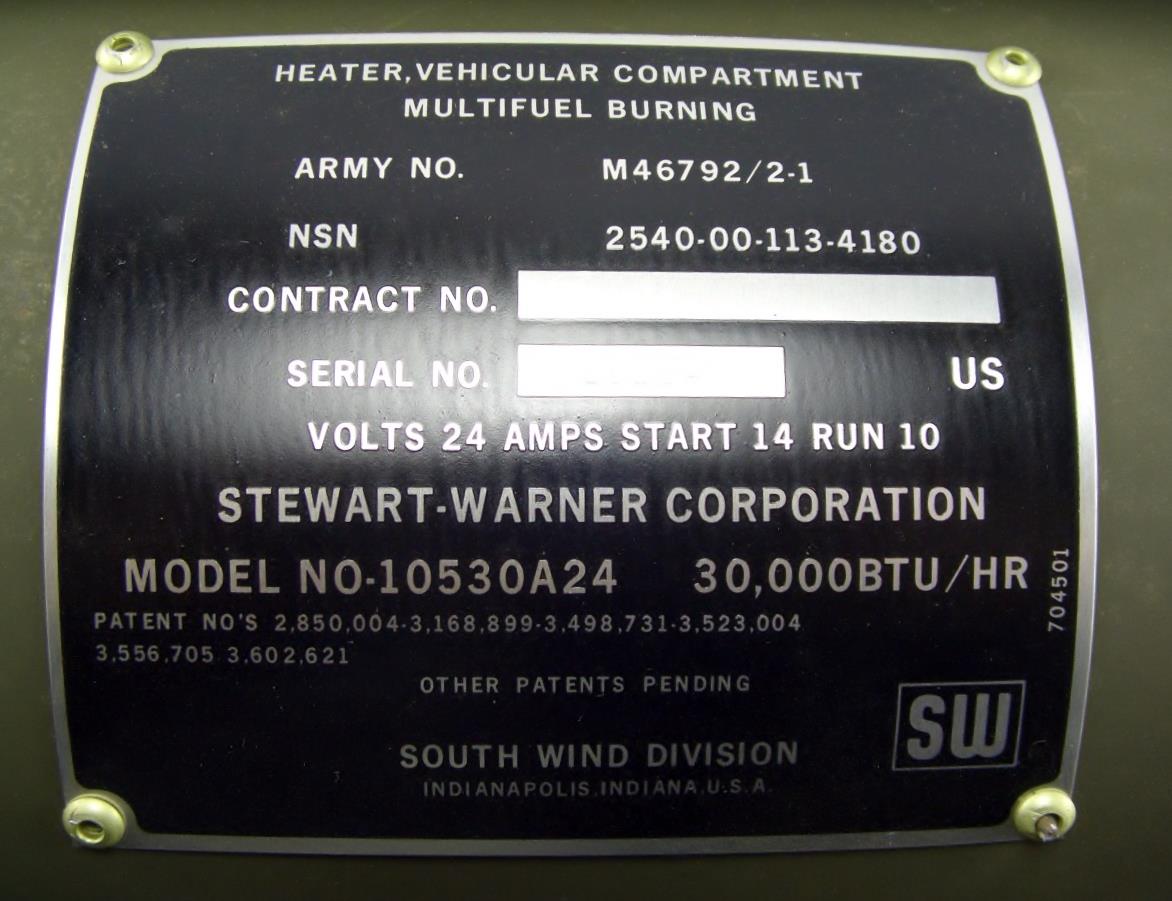 HEATER, VEHICULAR COMPARTMENT
MULTIFUEL BURNING
ARMY NO. M46792/2-1
NSN 2540-00-113-4180
CONTRACT NO.
SERIAL NO. US
VOLTS 24 AMPS START 14 RUN 10
STEWART-WARNER CORPORATION
MODEL NO-10530A24 30,000BTU/HR
704501
PATENT NO'S 2,850,004-3,168,899-3,498,731-3,523,004
3,556,705 3,602,621
OTHER PATENTS PENDING
SW
SOUTH WIND DIVISION
INDIANAPOLIS, INDIANA, U.S.A.